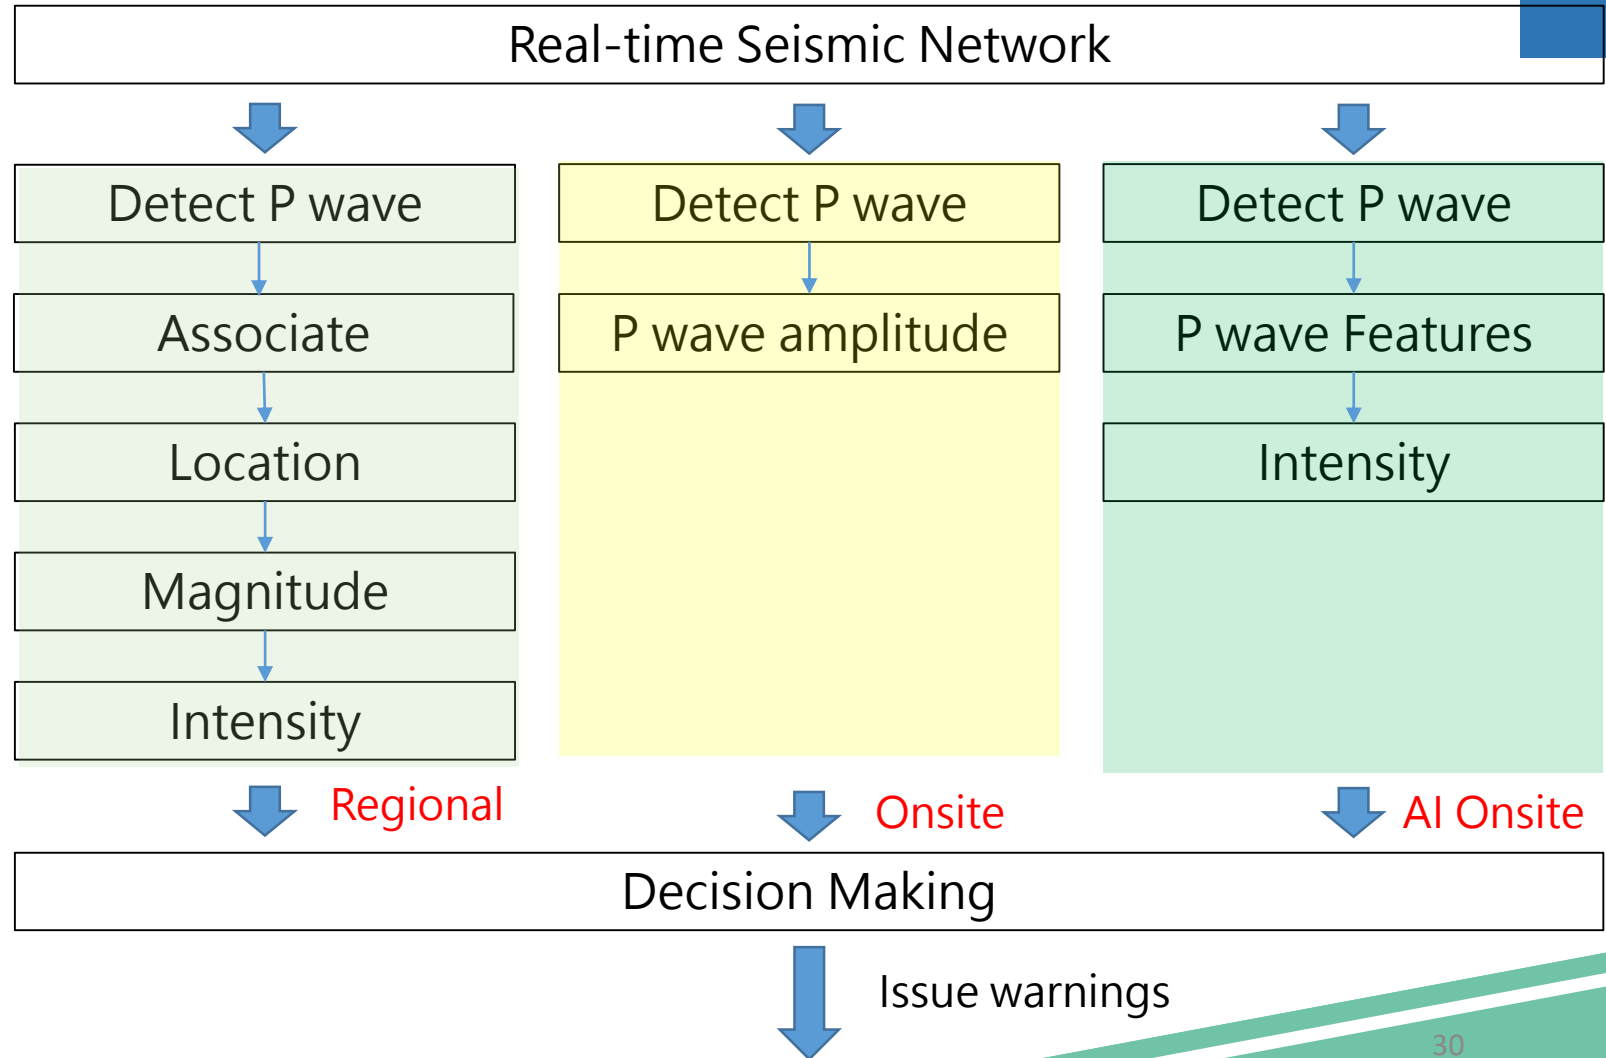 Real-time Seismic Network
Detect P wave
Associate
Location
Magnitude
Intensity
Regional
Detect P wave
P wave amplitude
Onsite
Detect P wave
P wave Features
Intensity
AI Onsite
Decision Making
Issue warnings
30